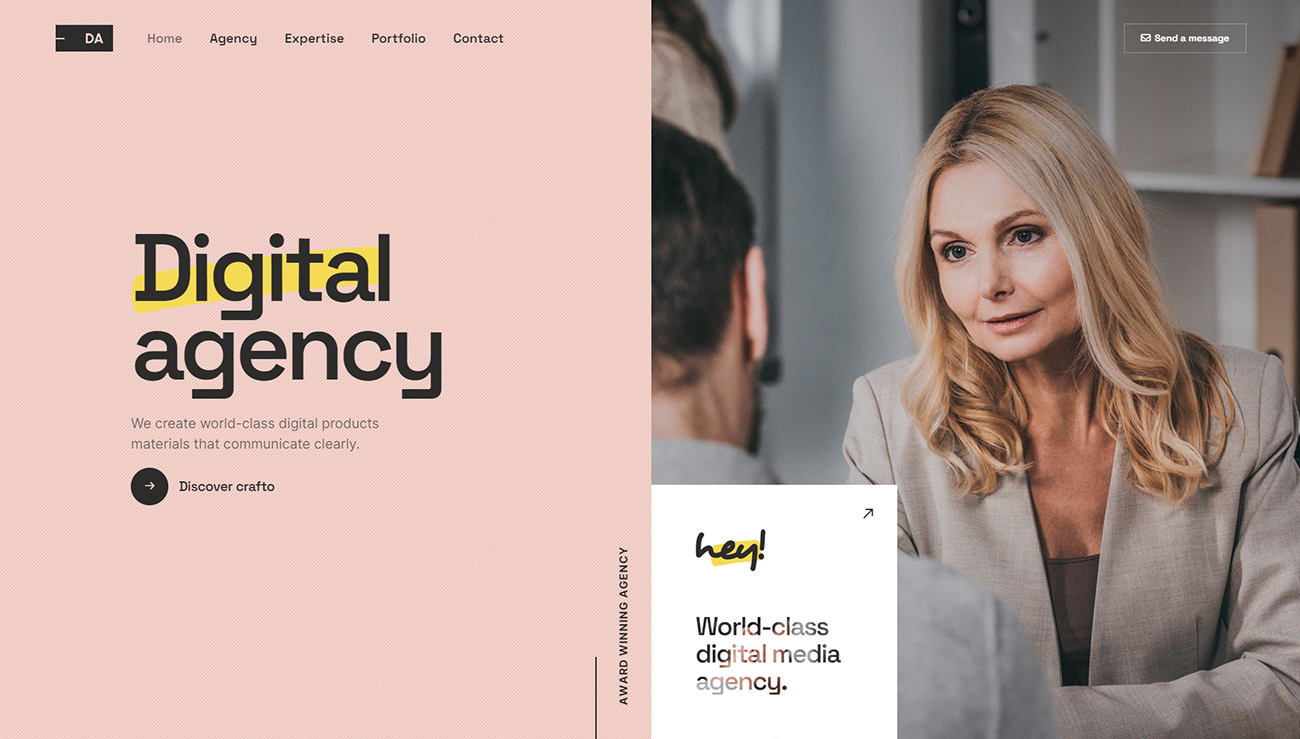 DA
Home Agency Expertise Portfolio Contact
Send a message
Digital
agency
We create world-class digital products
materials that communicate clearly.
Discover crafto
AWARD WINNING AGENCY
hey!
World-class
digital media
agency.